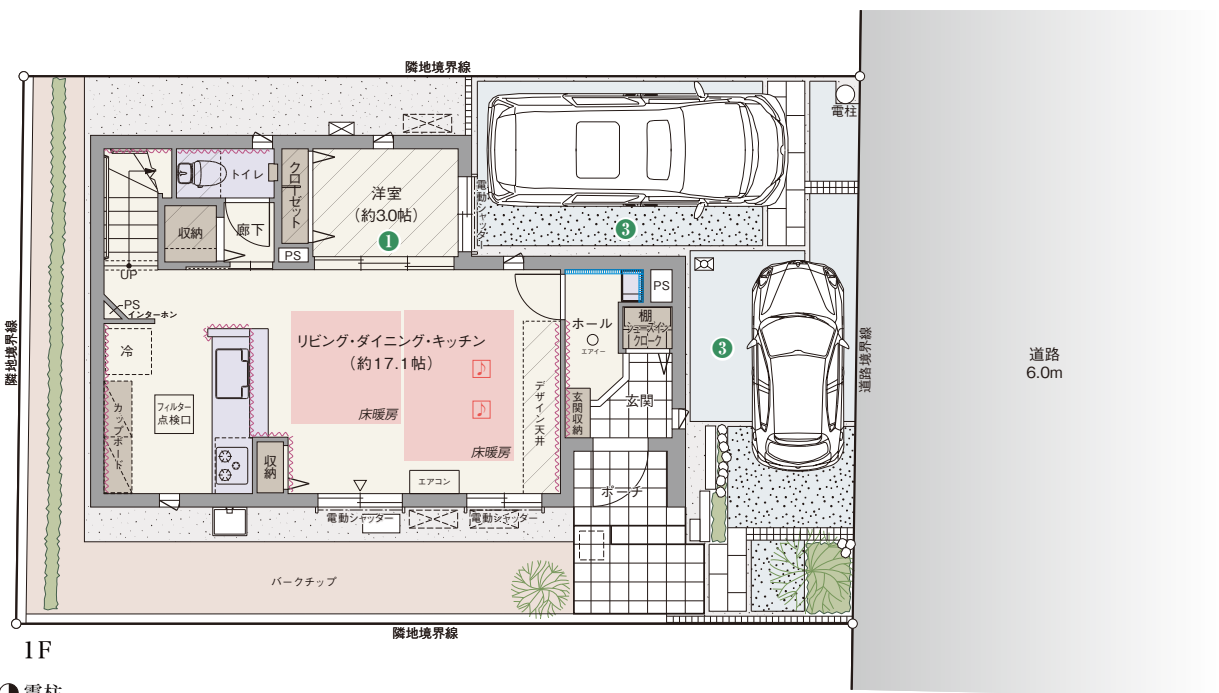 隣地境界線
電柱
クローゼット
トイレ
洋室
(約3.0帖)
1
電動シャッター
3
収納
廊下
PS
UP
PS
インターホン
ホール
エアイー
PS
棚
シューズイン
クローク
リビング・ダイニング・キッチン
(約17.1帖)
冷
3
隣地境界線
道路境界線
道路
6.0m
カップボード
フィルター
点検口
床暖房
床暖房
デザイン天井
玄関収納
玄関
収納
エアコン
ポーチ
電動シャッター
電動シャッター
バークチップ
隣地境界線
1F
電柱